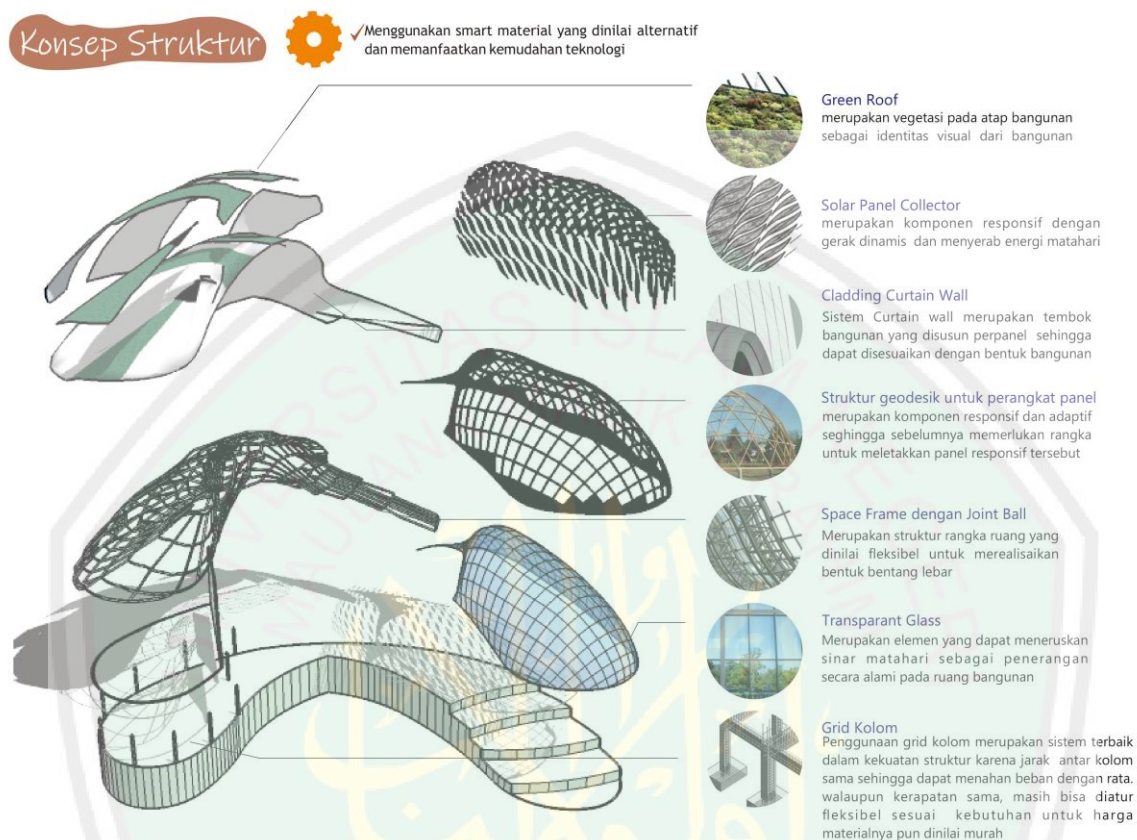 Konsep Struktur
Menggunakan smart material yang dinilai alternatif
dan memanfaatkan kemudahan teknologi
Green Roof
merupakan vegetasi pada atap bangunan
sebagai identitas visual dari bangunan
Solar Panel Collector
merupakan komponen responsif dengan
gerak dinamis dan menyerab energi matahari
Cladding Curtain Wall
Sistem Curtain wall merupakan tembok
bangunan yang disusun perpanel sehingga
dapat disesuaikan dengan bentuk bangunan
Struktur geodesik untuk perangkat panel
merupakan komponen responsif dan adaptif
seghingga sebelumnya memerlukan rangka
untuk meletakkan panel responsif tersebut
Space Frame dengan Joint Ball
Merupakan struktur rangka ruang yang
dinilai fleksibel untuk merealisaikan
bentuk bentang lebar
Transparant Glass
Merupakan elemen yang dapat meneruskan
sinar matahari sebagai penerangan
secara alami pada ruang bangunan
Grid Kolom
Penggunaan grid kolom merupakan sistem terbaik
dalam kekuatan struktur karena jarak antar kolom
sama sehingga dapat menahan beban dengan rata.
walaupun kerapatan sama, masih bisa diatur
fleksibel sesuai kebutuhan untuk harga
materialnya pun dinilai murah